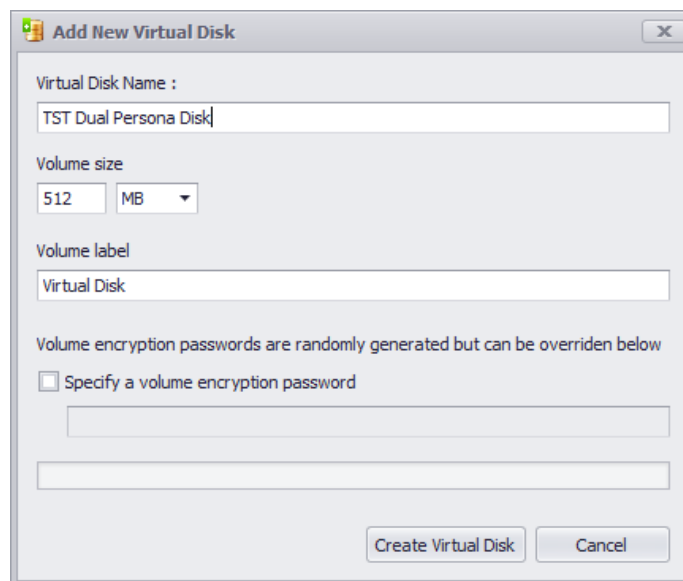 Add New Virtual Disk
Virtual Disk Name :
TST Dual Persona Disk
Volume size
512 MB
Volume label
Virtual Disk
Volume encryption passwords are randomly generated but can be overriden below
Specify a volume encryption password
Create Virtual Disk Cancel